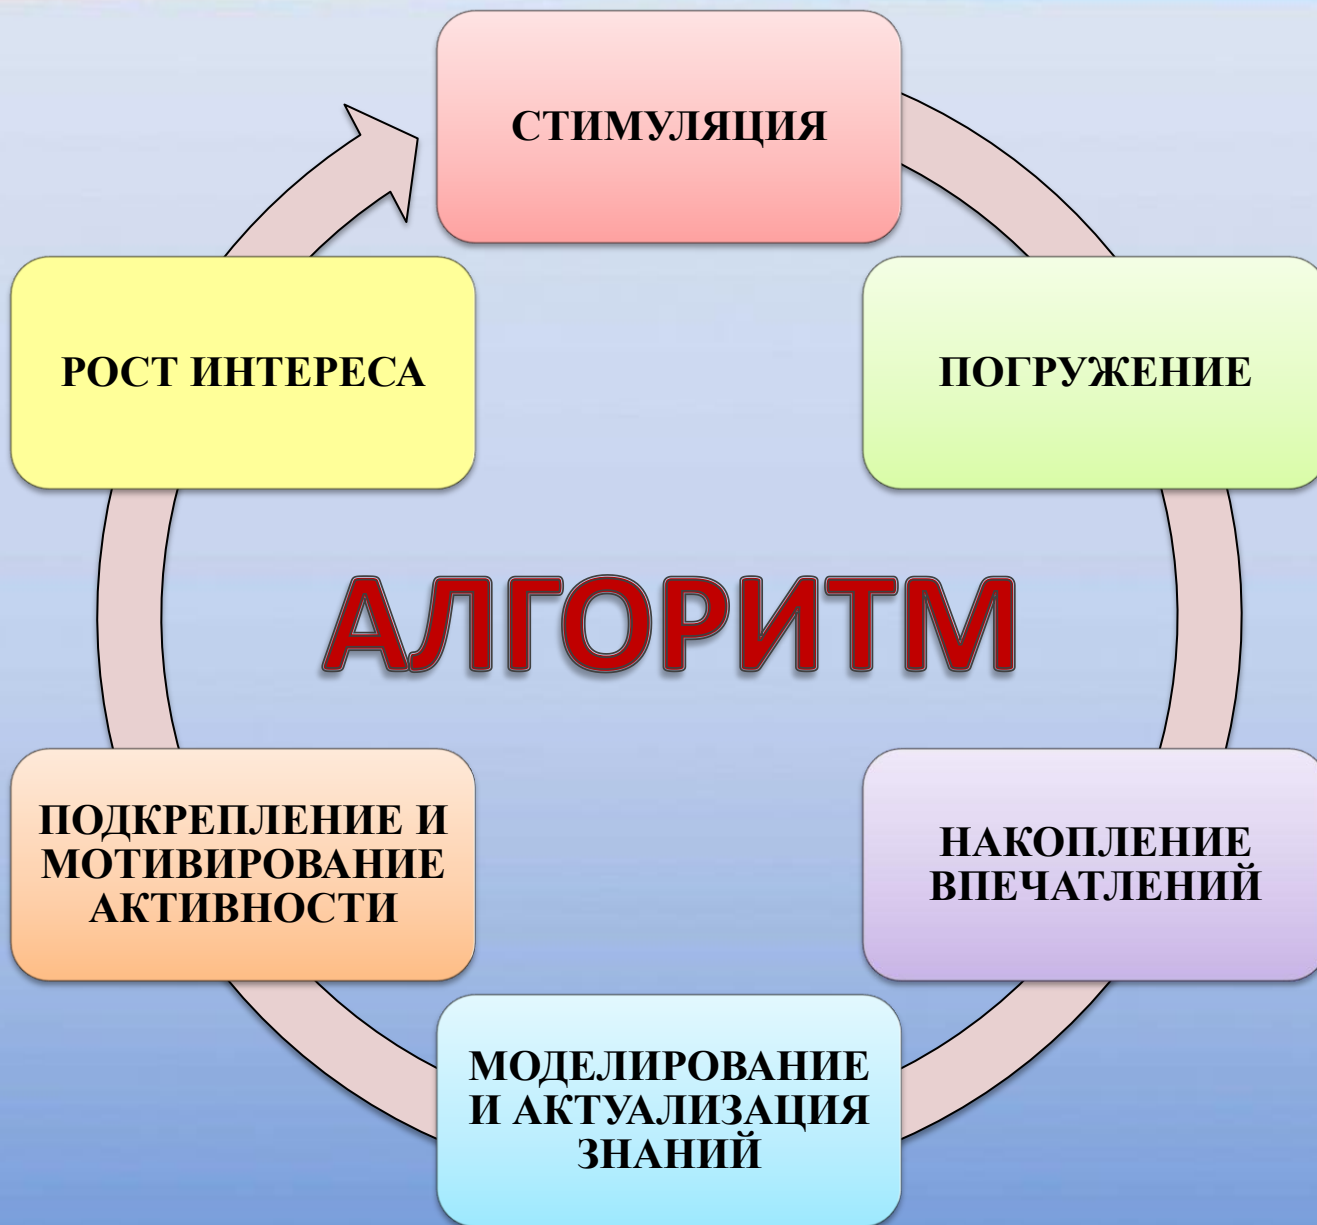 СТИМУЛЯЦИЯ
ПОГРУЖЕНИЕ
НАКОПЛЕНИЕ
ВПЕЧАТЛЕНИЙ
МОДЕЛИРОВАНИЕ
И АКТУАЛИЗАЦИЯ
ЗНАНИЙ
ПОДКРЕПЛЕНИЕ И
МОТИВИРОВАНИЕ
АКТИВНОСТИ
РОСТ ИНТЕРЕСА
АЛГОРИТМ